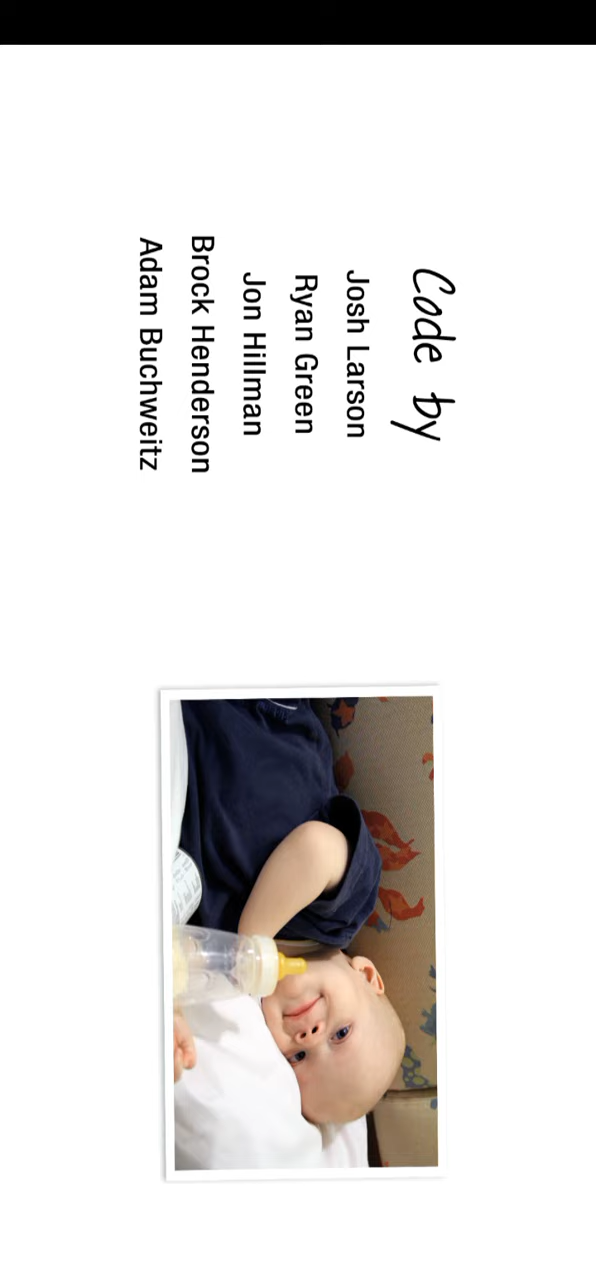 Code by
Josh Larson
Ryan Green
Jon Hillman
Brock Henderson
Adam Buchweitz